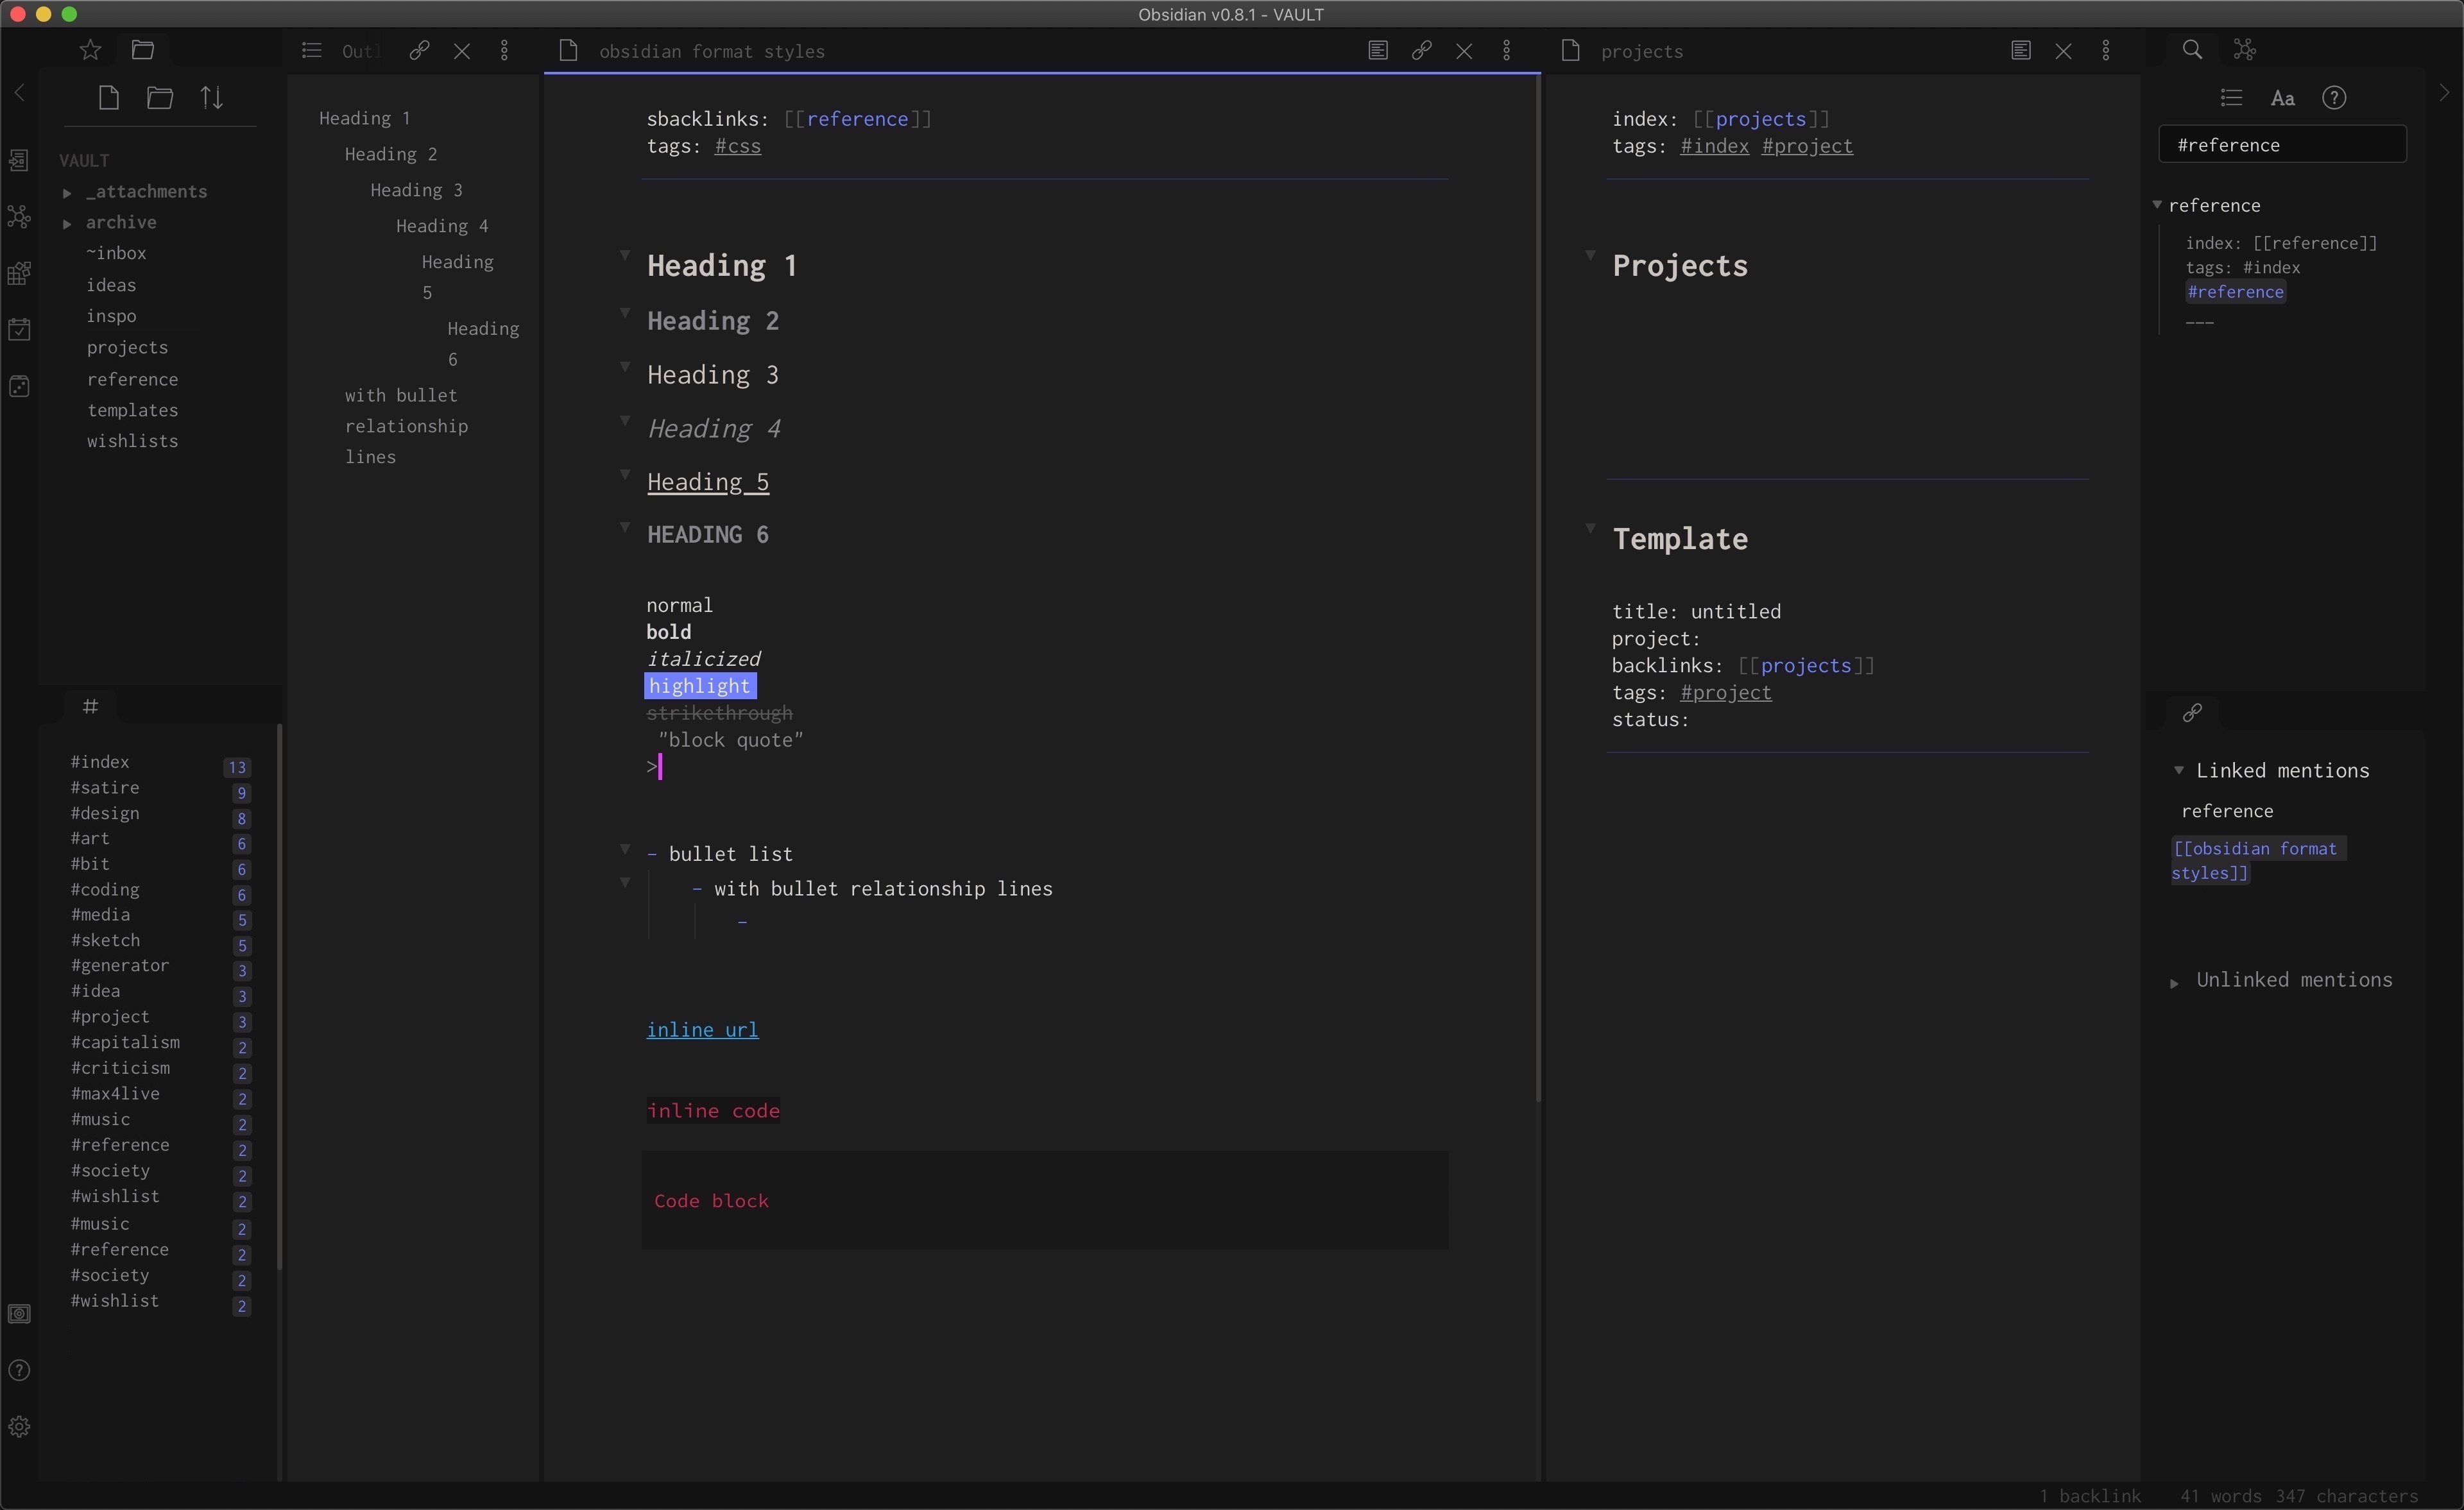 Obsidian v0.8.1 - VAULT
VAULT
_attachments
archive
~inbox
ideas
inspo
projects
reference
templates
wishlists
#
#index 13
#satire 9
#design 8
#art 6
#bit 6
#coding 6
#media 5
#sketch 5
#generator 3
#idea 3
#project 3
#capitalism 2
#criticism 2
#max4live 2
#music 2
#reference 2
#society 2
#wishlist 2
#music 2
#reference 2
#society 2
#wishlist 2
Outl
Heading 1
Heading 2
Heading 3
Heading 4
Heading
5
Heading
6
with bullet
relationship
lines
obsidian format styles
sbacklinks: [[reference]]
tags: #css
Heading 1
Heading 2
Heading 3
Heading 4
Heading 5
HEADING 6
normal
bold
italicized
highlight
strikethrough
"block quote"
>
- bullet list
- with bullet relationship lines
-
inline url
inline code
Code block
projects
index: [[projects]]
tags: #index #project
Projects
Template
title: untitled
project:
backlinks: [[projects]]
tags: #project
status:
Aa
#reference
reference
index: [[reference]]
tags: #index
#reference
---
Linked mentions
reference
[[obsidian format
styles]]
Unlinked mentions
1 backlink 41 words 347 characters